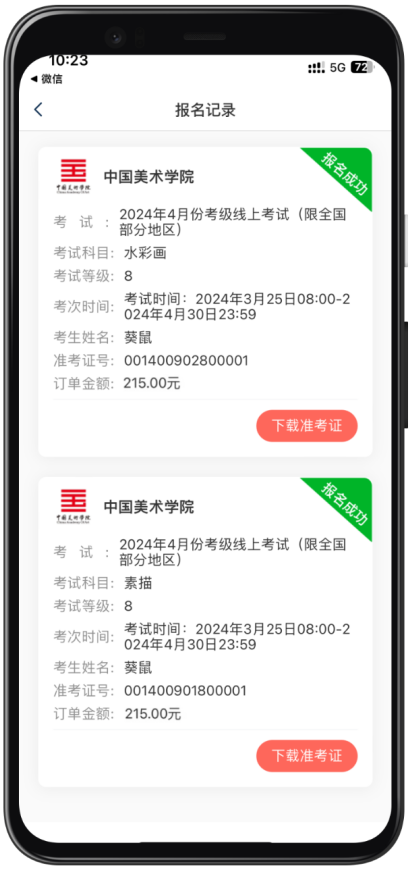 10:23
5G 72
微信
报名记录
中国美术学院
报名成功
考 试 : 2024年4月份考级线上考试（限全国
部分地区）
考试科目: 水彩画
考试等级: 8
考次时间: 考试时间：2024年3月25日08:00-2
024年4月30日23:59
考生姓名: 葵鼠
准考证号: 001400902800001
订单金额: 215.00元
下载准考证
中国美术学院
报名成功
考 试 : 2024年4月份考级线上考试（限全国
部分地区）
考试科目: 素描
考试等级: 8
考次时间: 考试时间：2024年3月25日08:00-2
024年4月30日23:59
考生姓名: 葵鼠
准考证号: 001400901800001
订单金额: 215.00元
下载准考证